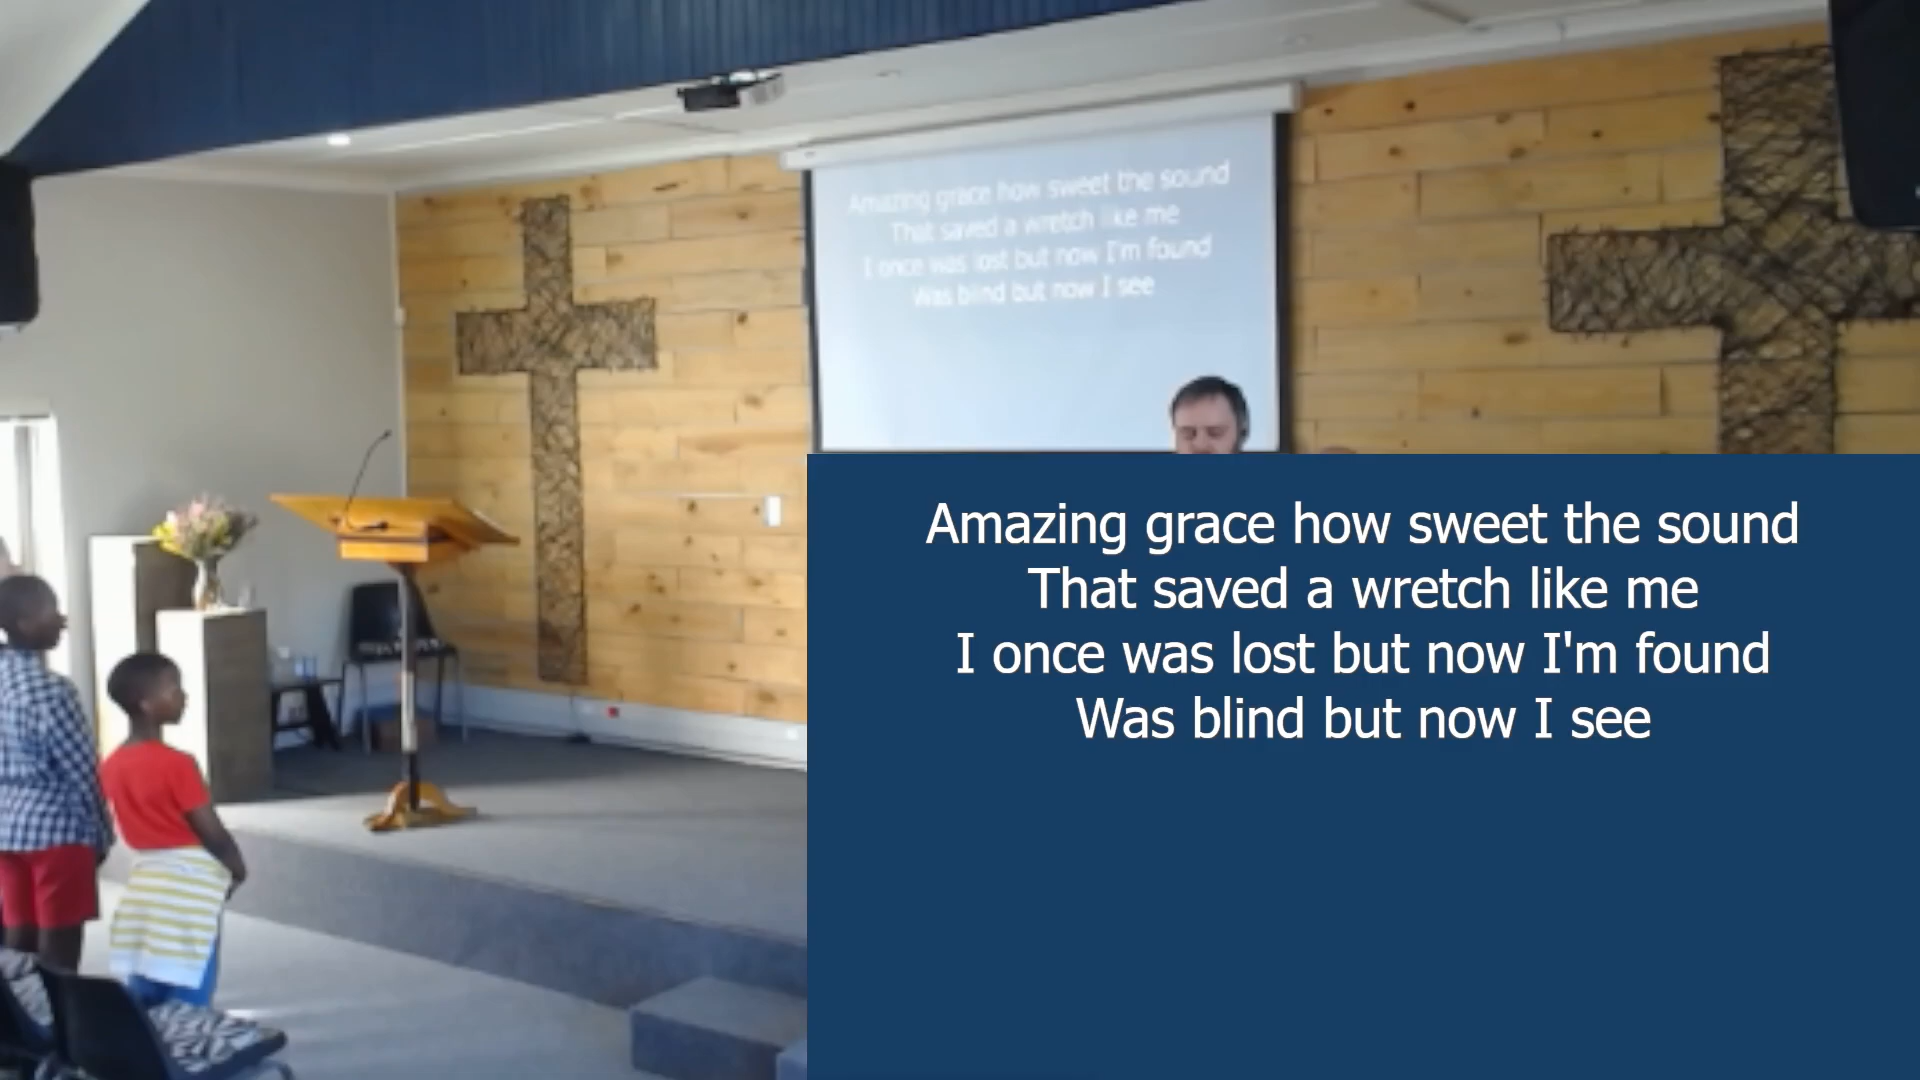 Amazing grace how sweet the sound
That saved a wretch like me
I once was lost but now I'm found
Was blind but now I see
Amazing grace how sweet the sound
That saved a wretch like me
I once was lost but now I'm found
Was blind but now I see